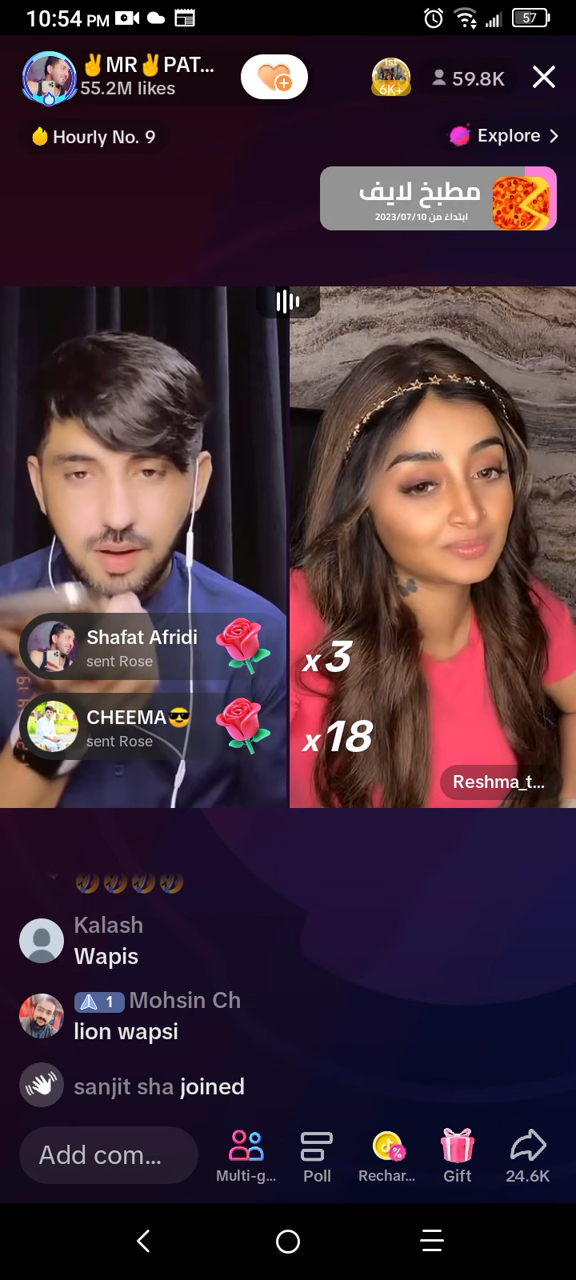 10:54 PM
57
✌MR✌PAT...
55.2M likes
6K+
59.8K
Hourly No. 9
Explore
مطبخ لايف
ابتداءً من 2023/07/10
Shafat Afridi
sent Rose
x3
CHEEMA😎
sent Rose
x18
Reshma_t...
🤣🤣🤣🤣
Kalash
Wapis
1 Mohsin Ch
lion wapsi
sanjit sha joined
Add com...
Multi-g...
Poll
Rechar...
Gift
24.6K